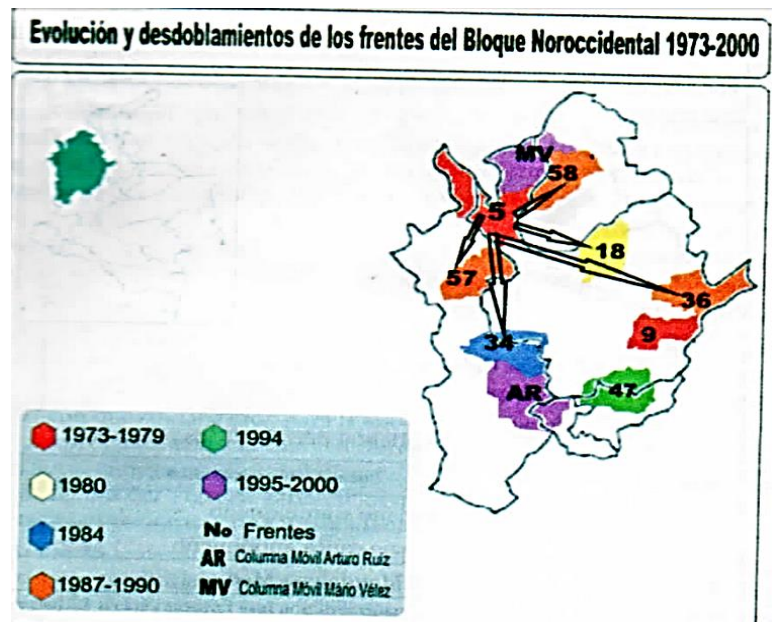 Evolución y desdoblamientos de los frentes del Bloque Noroccidental 1973-2000
MV
58
5
18
57
36
9
34
AR
47
1973-1979
1994
1980
1995-2000
1984
No Frentes
AR Columna Móvil Arturo Ruiz
1987-1990
MV Columna Móvil Mário Vélez